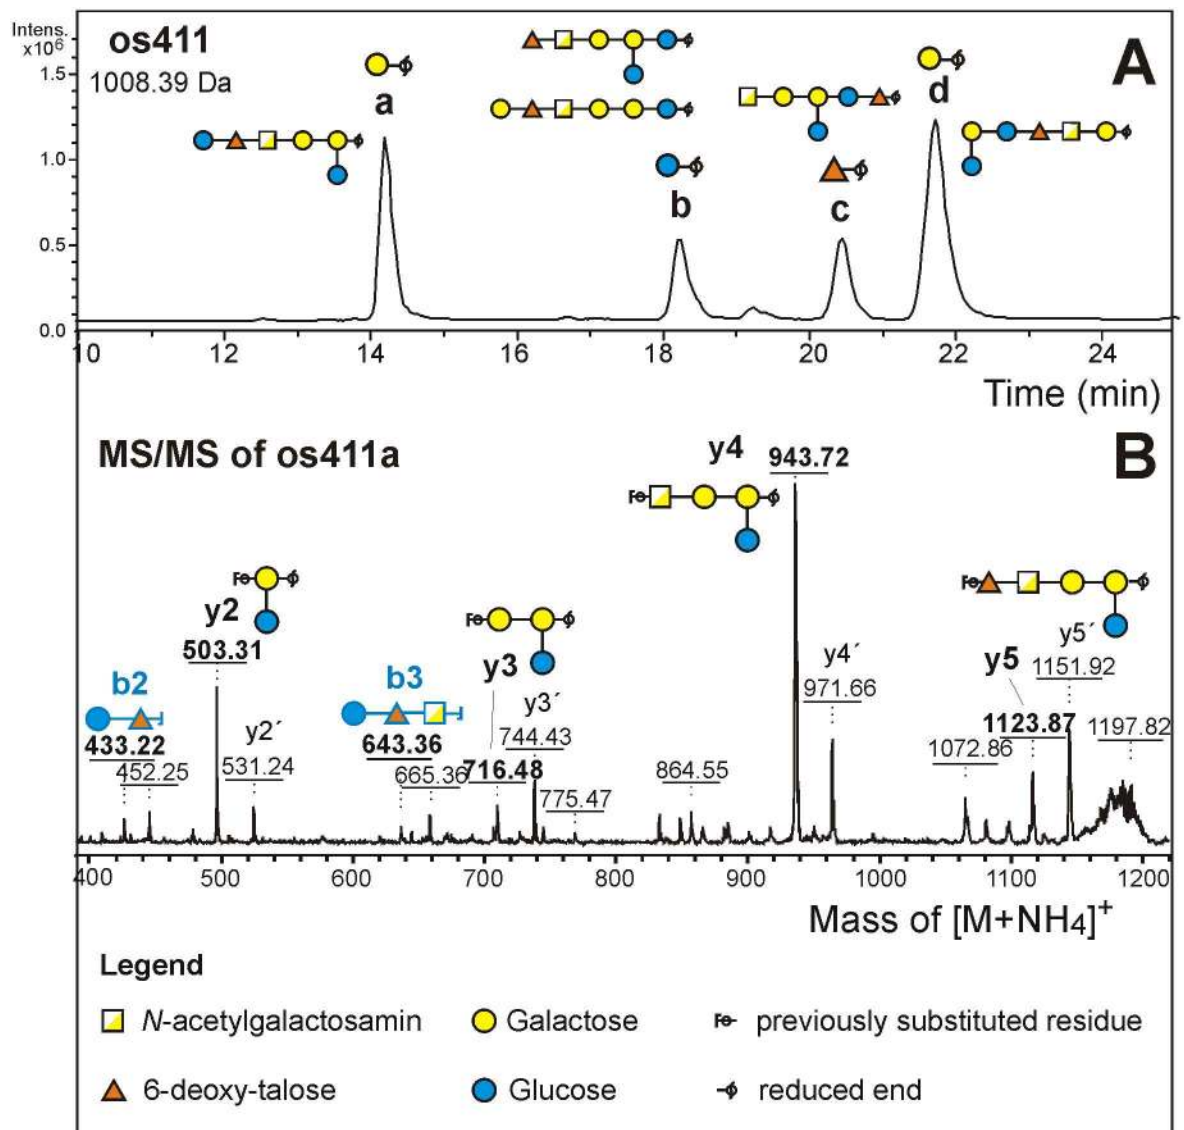 Intens.
x10⁶
os411
1008.39 Da
A
a
b
c
d
1.5
1.0
0.5
0.0
10 12 14 16 18 20 22 24
Time (min)
MS/MS of os411a
B
y4
943.72
y2
503.31
b2
433.22
452.25
y2´
531.24
b3
643.36
665.36
y3
716.48
y3´
744.43
775.47
864.55
y4´
971.66
y5´
1151.92
y5
1123.87
1072.86
1197.82
400 500 600 700 800 900 1000 1100 1200
Mass of [M+NH4]+
Legend
N-acetylgalactosamin
Galactose
previously substituted residue
6-deoxy-talose
Glucose
reduced end